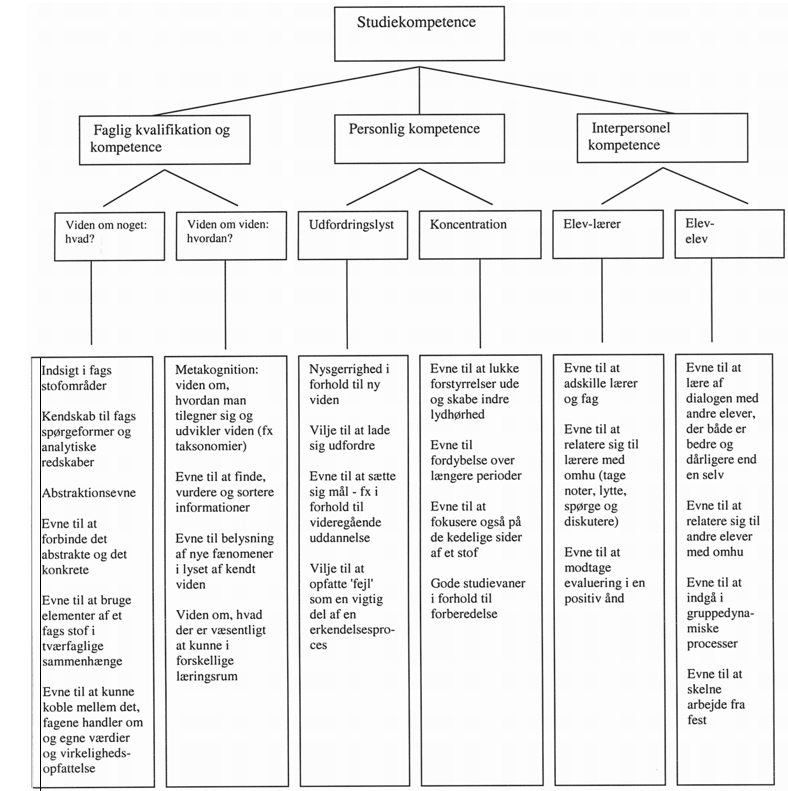 Studiekompetence
Faglig kvalifikation og
kompetence
Personlig kompetence
Interpersonel
kompetence
Viden om noget:
hvad?
Viden om viden:
hvordan?
Udfordringslyst
Koncentration
Elev-lærer
Elev-
elev
Indsigt i fags
stofområder
Kendskab til fags
spørgeformer og
analytiske
redskaber
Abstraktionsevne
Evne til at
forbinde det
abstrakte og det
konkrete
Evne til at bruge
elementer af et
fags stof i
tværfaglige
sammenhænge
Evne til at kunne
koble mellem det,
fagene handler om
og egne værdier
og virkeligheds-
opfattelse
Metakognition:
viden om,
hvordan man
tilegner sig og
udvikler viden (fx
taksonomier)
Evne til at finde,
vurdere og sortere
informationer
Evne til belysning
af nye fænomener
i lyset af kendt
viden
Viden om, hvad
der er væsentligt
at kunne i
forskellige
læringsrum
Nysgerrighed i
forhold til ny
viden
Vilje til at lade
sig udfordre
Evne til at sætte
sig mål - fx i
forhold til
videregående
uddannelse
Vilje til at
opfatte 'fejl'
som en vigtig
del af en
erkendelsespro-
ces
Evne til at lukke
forstyrrelser ude
og skabe indre
lydhørhed
Evne til
fordybelse over
længere perioder
Evne til at
fokusere også på
de kedelige sider
af et stof
Gode studievaner
i forhold til
forberedelse
Evne til at
adskille lærer
og fag
Evne til at
relatere sig til
lærere med
omhu (tage
noter, lytte,
spørge og
diskutere)
Evne til at
modtage
evaluering i en
positiv ånd
Evne til at
lære af
dialogen med
andre elever,
der både er
bedre og
dårligere end
en selv
Evne til at
relatere sig til
andre elever
med omhu
Evne til at
indgå i
gruppedyna-
miske
processer
Evne til at
skelne
arbejde fra
fest